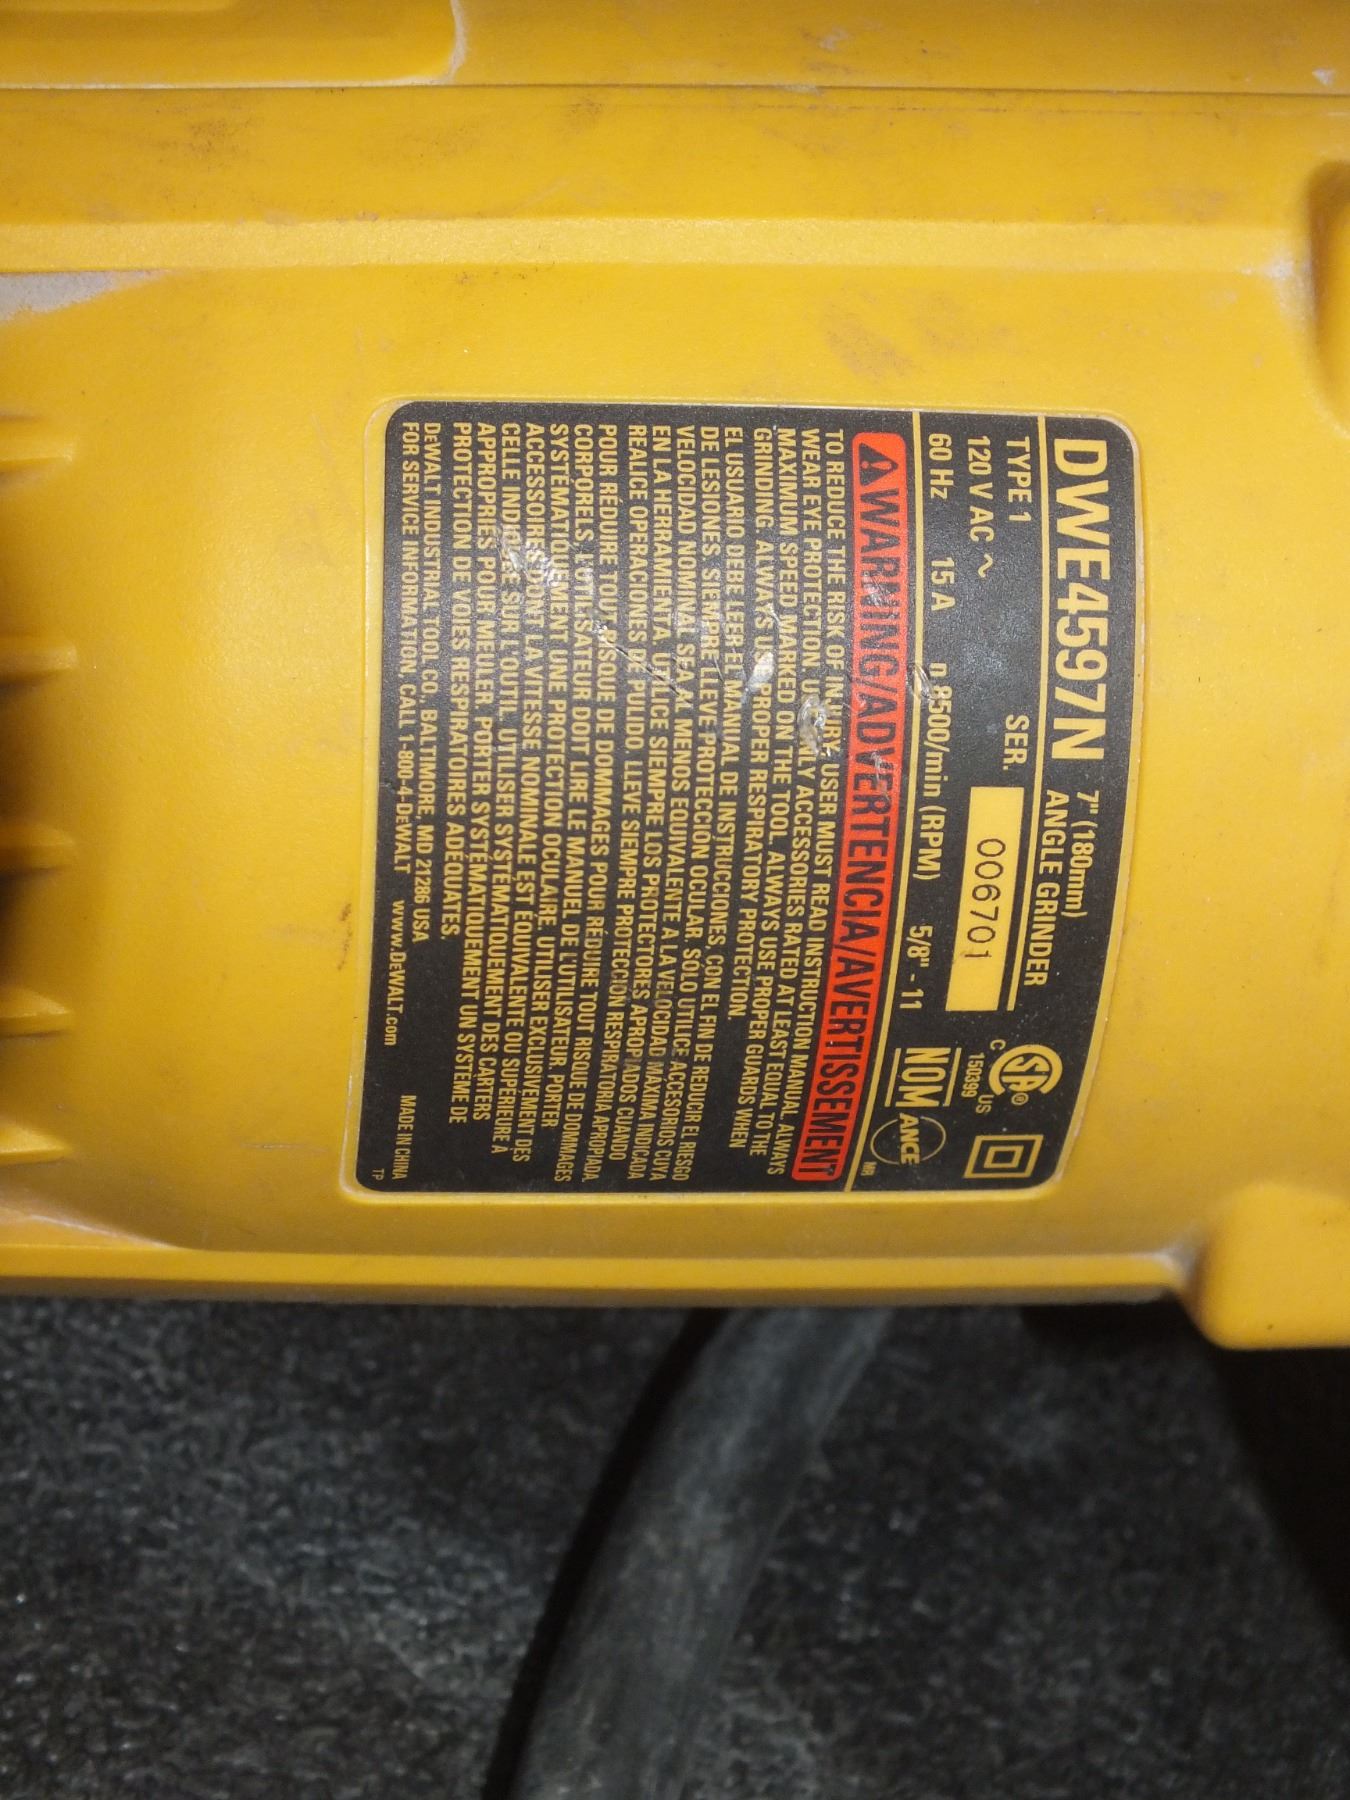 DWE4597N 7" (180mm) ANGLE GRINDER
TYPE 1 SER. 006701
120 V AC ~
60 Hz 15 A n 8500/min (RPM) 5/8" - 11
SA®
C 150399 US
NOM ANCE
MR
⚠WARNING/ADVERTENCIA/AVERTISSEMENT
TO REDUCE THE RISK OF INJURY, USER MUST READ INSTRUCTION MANUAL. ALWAYS
WEAR EYE PROTECTION. USE ONLY ACCESSORIES RATED AT LEAST EQUAL TO THE
MAXIMUM SPEED MARKED ON THE TOOL. ALWAYS USE PROPER GUARDS WHEN
GRINDING. ALWAYS USE PROPER RESPIRATORY PROTECTION.
EL USUARIO DEBE LEER EL MANUAL DE INSTRUCCIONES, CON EL FIN DE REDUCIR EL RIESGO
DE LESIONES. SIEMPRE LLEVE PROTECCIÓN OCULAR. SÓLO UTILICE ACCESORIOS CUYA
VELOCIDAD NOMINAL SEA AL MENOS EQUIVALENTE A LA VELOCIDAD MÁXIMA INDICADA
EN LA HERRAMIENTA. UTILICE SIEMPRE LOS PROTECTORES APROPIADOS CUANDO
REALICE OPERACIONES DE PULIDO. LLEVE SIEMPRE PROTECCIÓN RESPIRATORIA APROPIADA.
POUR RÉDUIRE TOUT RISQUE DE DOMMAGES POUR RÉDUIRE TOUT RISQUE DE DOMMAGES
CORPORELS, L'UTILISATEUR DOIT LIRE LE MANUEL DE L'UTILISATEUR. PORTER
SYSTÉMATIQUEMENT UNE PROTECTION OCULAIRE. UTILISER EXCLUSIVEMENT DES
ACCESSOIRES DONT LA VITESSE NOMINALE EST ÉQUIVALENTE OU SUPÉRIEURE À
CELLE INDIQUÉE SUR L'OUTIL. UTILISER SYSTÉMATIQUEMENT DES CARTERS
APPROPRIÉS POUR MEULER. PORTER SYSTÉMATIQUEMENT UN SYSTÈME DE
PROTECTION DE VOIES RESPIRATOIRES ADÉQUATES.
DeWALT INDUSTRIAL TOOL CO, BALTIMORE, MD 21286 USA
FOR SERVICE INFORMATION, CALL 1-800-4-DeWALT www.DeWALT.com MADE IN CHINA
TP